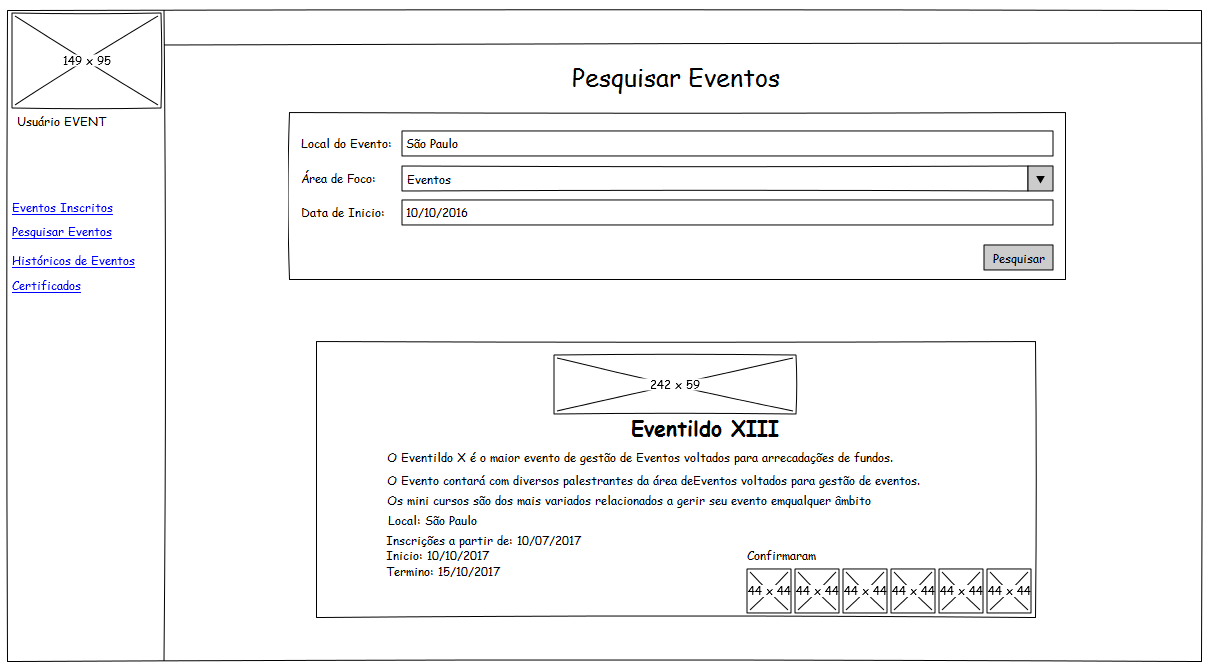 149 x 95
Usuário EVENT
Eventos Inscritos
Pesquisar Eventos
Históricos de Eventos
Certificados
Pesquisar Eventos
Local do Evento: São Paulo
Área de Foco: Eventos
Data de Inicio: 10/10/2016
Pesquisar
242 x 59
Eventildo XIII
O Eventildo X é o maior evento de gestão de Eventos voltados para arrecadações de fundos.
O Evento contará com diversos palestrantes da área deEventos voltados para gestão de eventos.
Os mini cursos são dos mais variados relacionados a gerir seu evento emqualquer âmbito
Local: São Paulo
Inscrições a partir de: 10/07/2017
Inicio: 10/10/2017
Termino: 15/10/2017
Confirmaram
44 x 44 44 x 44 44 x 44 44 x 44 44 x 44 44 x 44